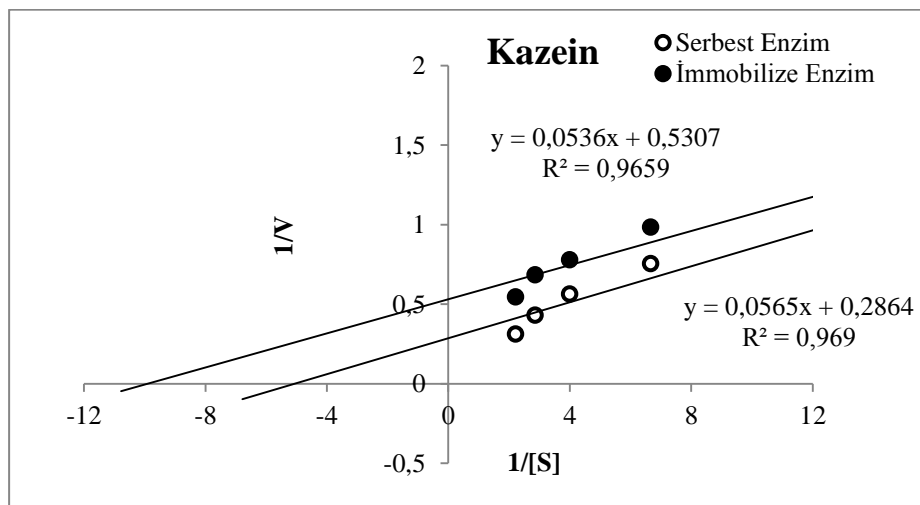 Kazein
Serbest Enzim
İmmobilize Enzim
2
1,5
1
0,5
0
-0,5
y = 0,0536x + 0,5307
R² = 0,9659
1/V
y = 0,0565x + 0,2864
R² = 0,969
-12
-8
-4
0
4
8
12
1/[S]